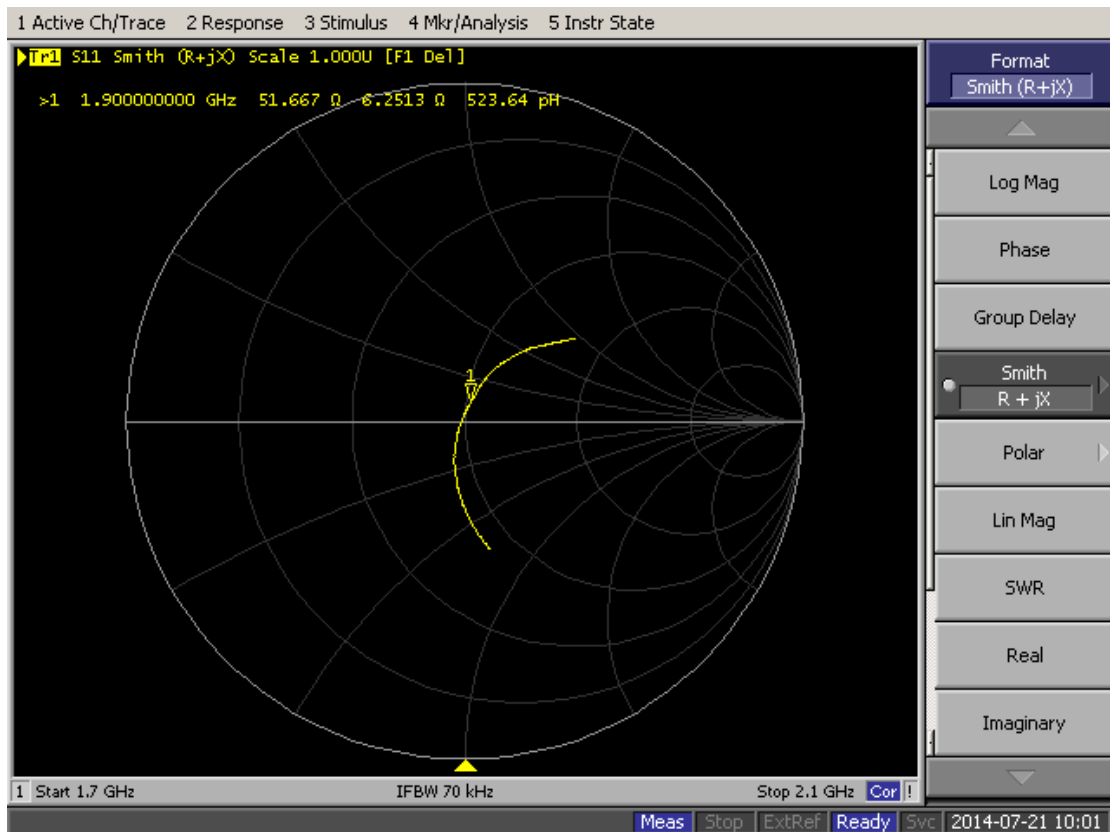 1 Active Ch/Trace 2 Response 3 Stimulus 4 Mkr/Analysis 5 Instr State
Tr1 S11 Smith (R+jX) Scale 1.000U [F1 Del]
>1 1.900000000 GHz 51.667 Ω 6.2513 Ω 523.64 pH
1
Format
Smith (R+jX)
Log Mag
Phase
Group Delay
Smith
R + jX
Polar
Lin Mag
SWR
Real
Imaginary
1 Start 1.7 GHz IFBW 70 kHz Stop 2.1 GHz Cor !
Meas Stop ExtRef Ready Svc 2014-07-21 10:01